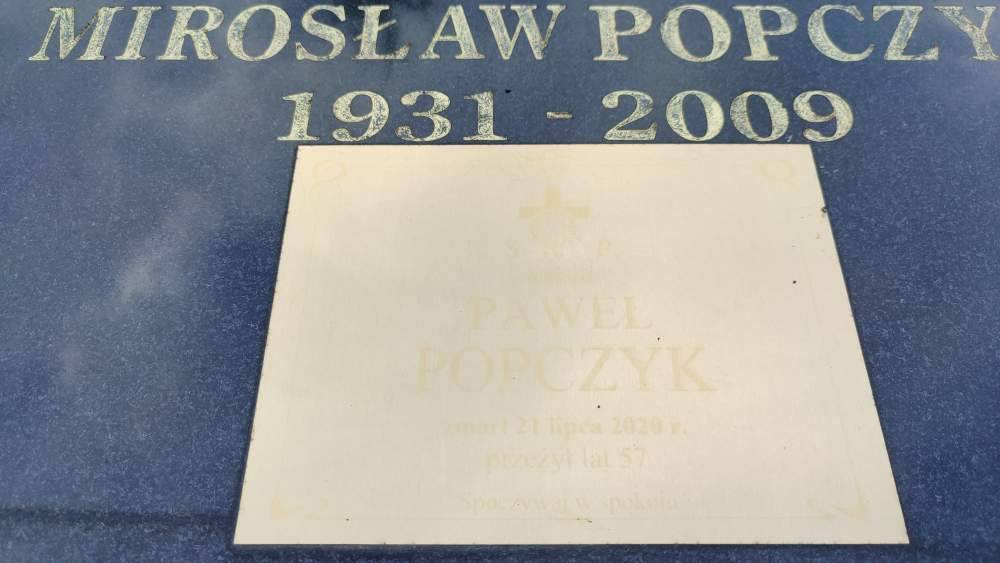 MIROSŁAW POPCZY
1931 - 2009
Ś. P.
PAWEŁ
POPCZYK
zmarł 21 lipca 2020 r.
przeżył lat 57
Spoczywaj w spokoju